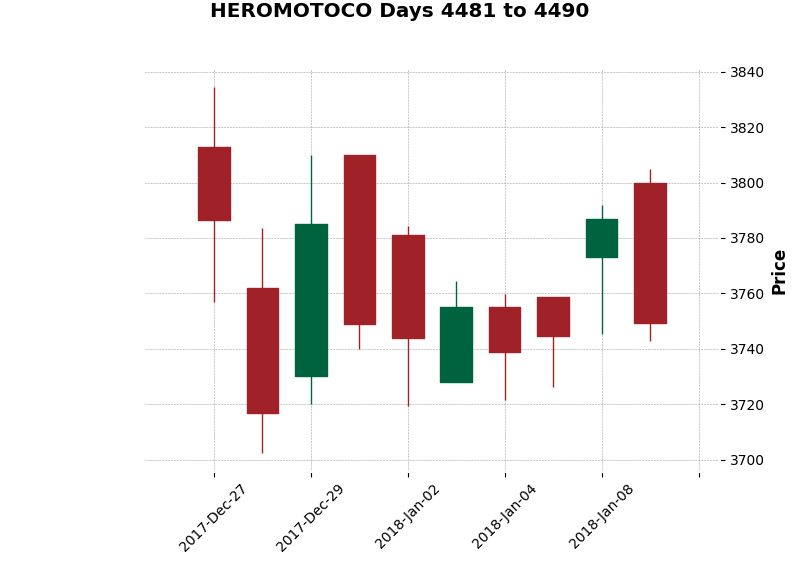 HEROMOTOCO Days 4481 to 4490
3840
3820
3800
3780
3760
3740
3720
3700
Price
2017-Dec-27
2017-Dec-29
2018-Jan-02
2018-Jan-04
2018-Jan-08